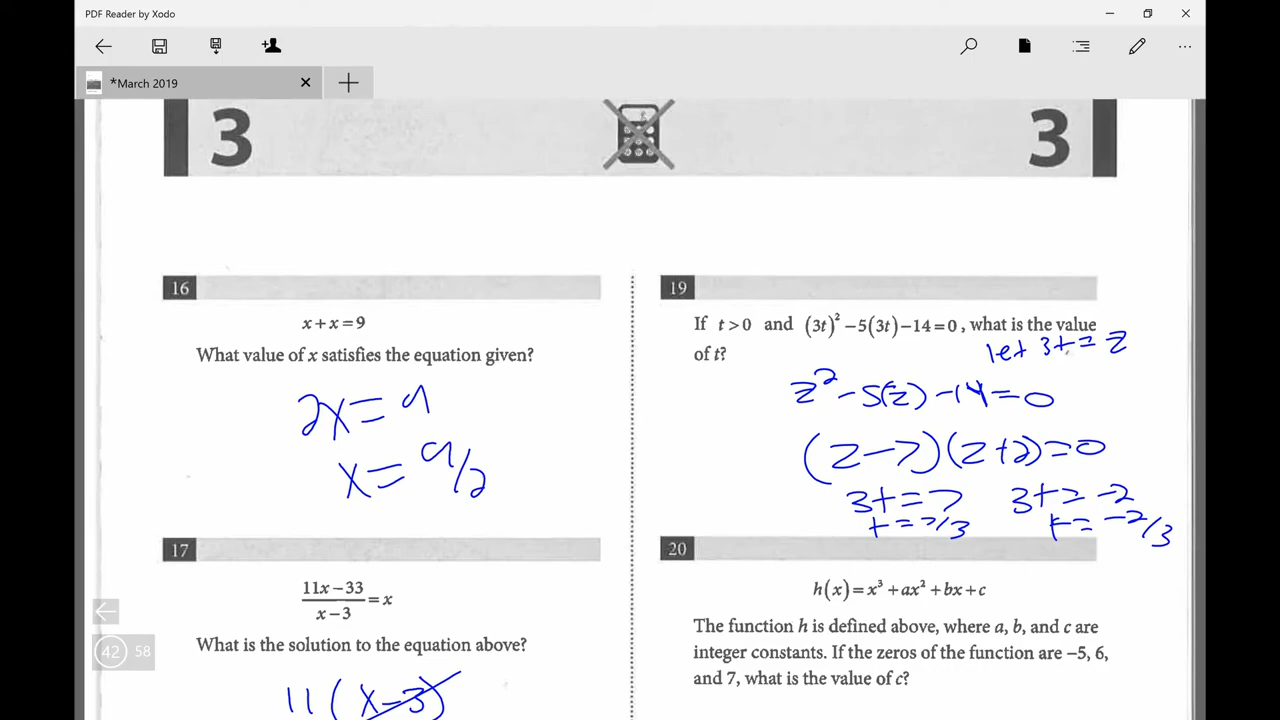 PDF Reader by Xodo
*March 2019
3
3
16
x + x = 9
What value of x satisfies the equation given?
2x = 9
x = 9/2
17
11x − 33
x − 3
= x
What is the solution to the equation above?
11(x−3)
19
If t > 0 and (3t)² − 5(3t) − 14 = 0, what is the value
of t?
let 3t = z
z² − 5(z) − 14 = 0
(z − 7)(z + 2) = 0
3t = 7 3t = −2
t = 7/3 t = −2/3
20
h(x) = x³ + ax² + bx + c
The function h is defined above, where a, b, and c are
integer constants. If the zeros of the function are −5, 6,
and 7, what is the value of c?
42 58